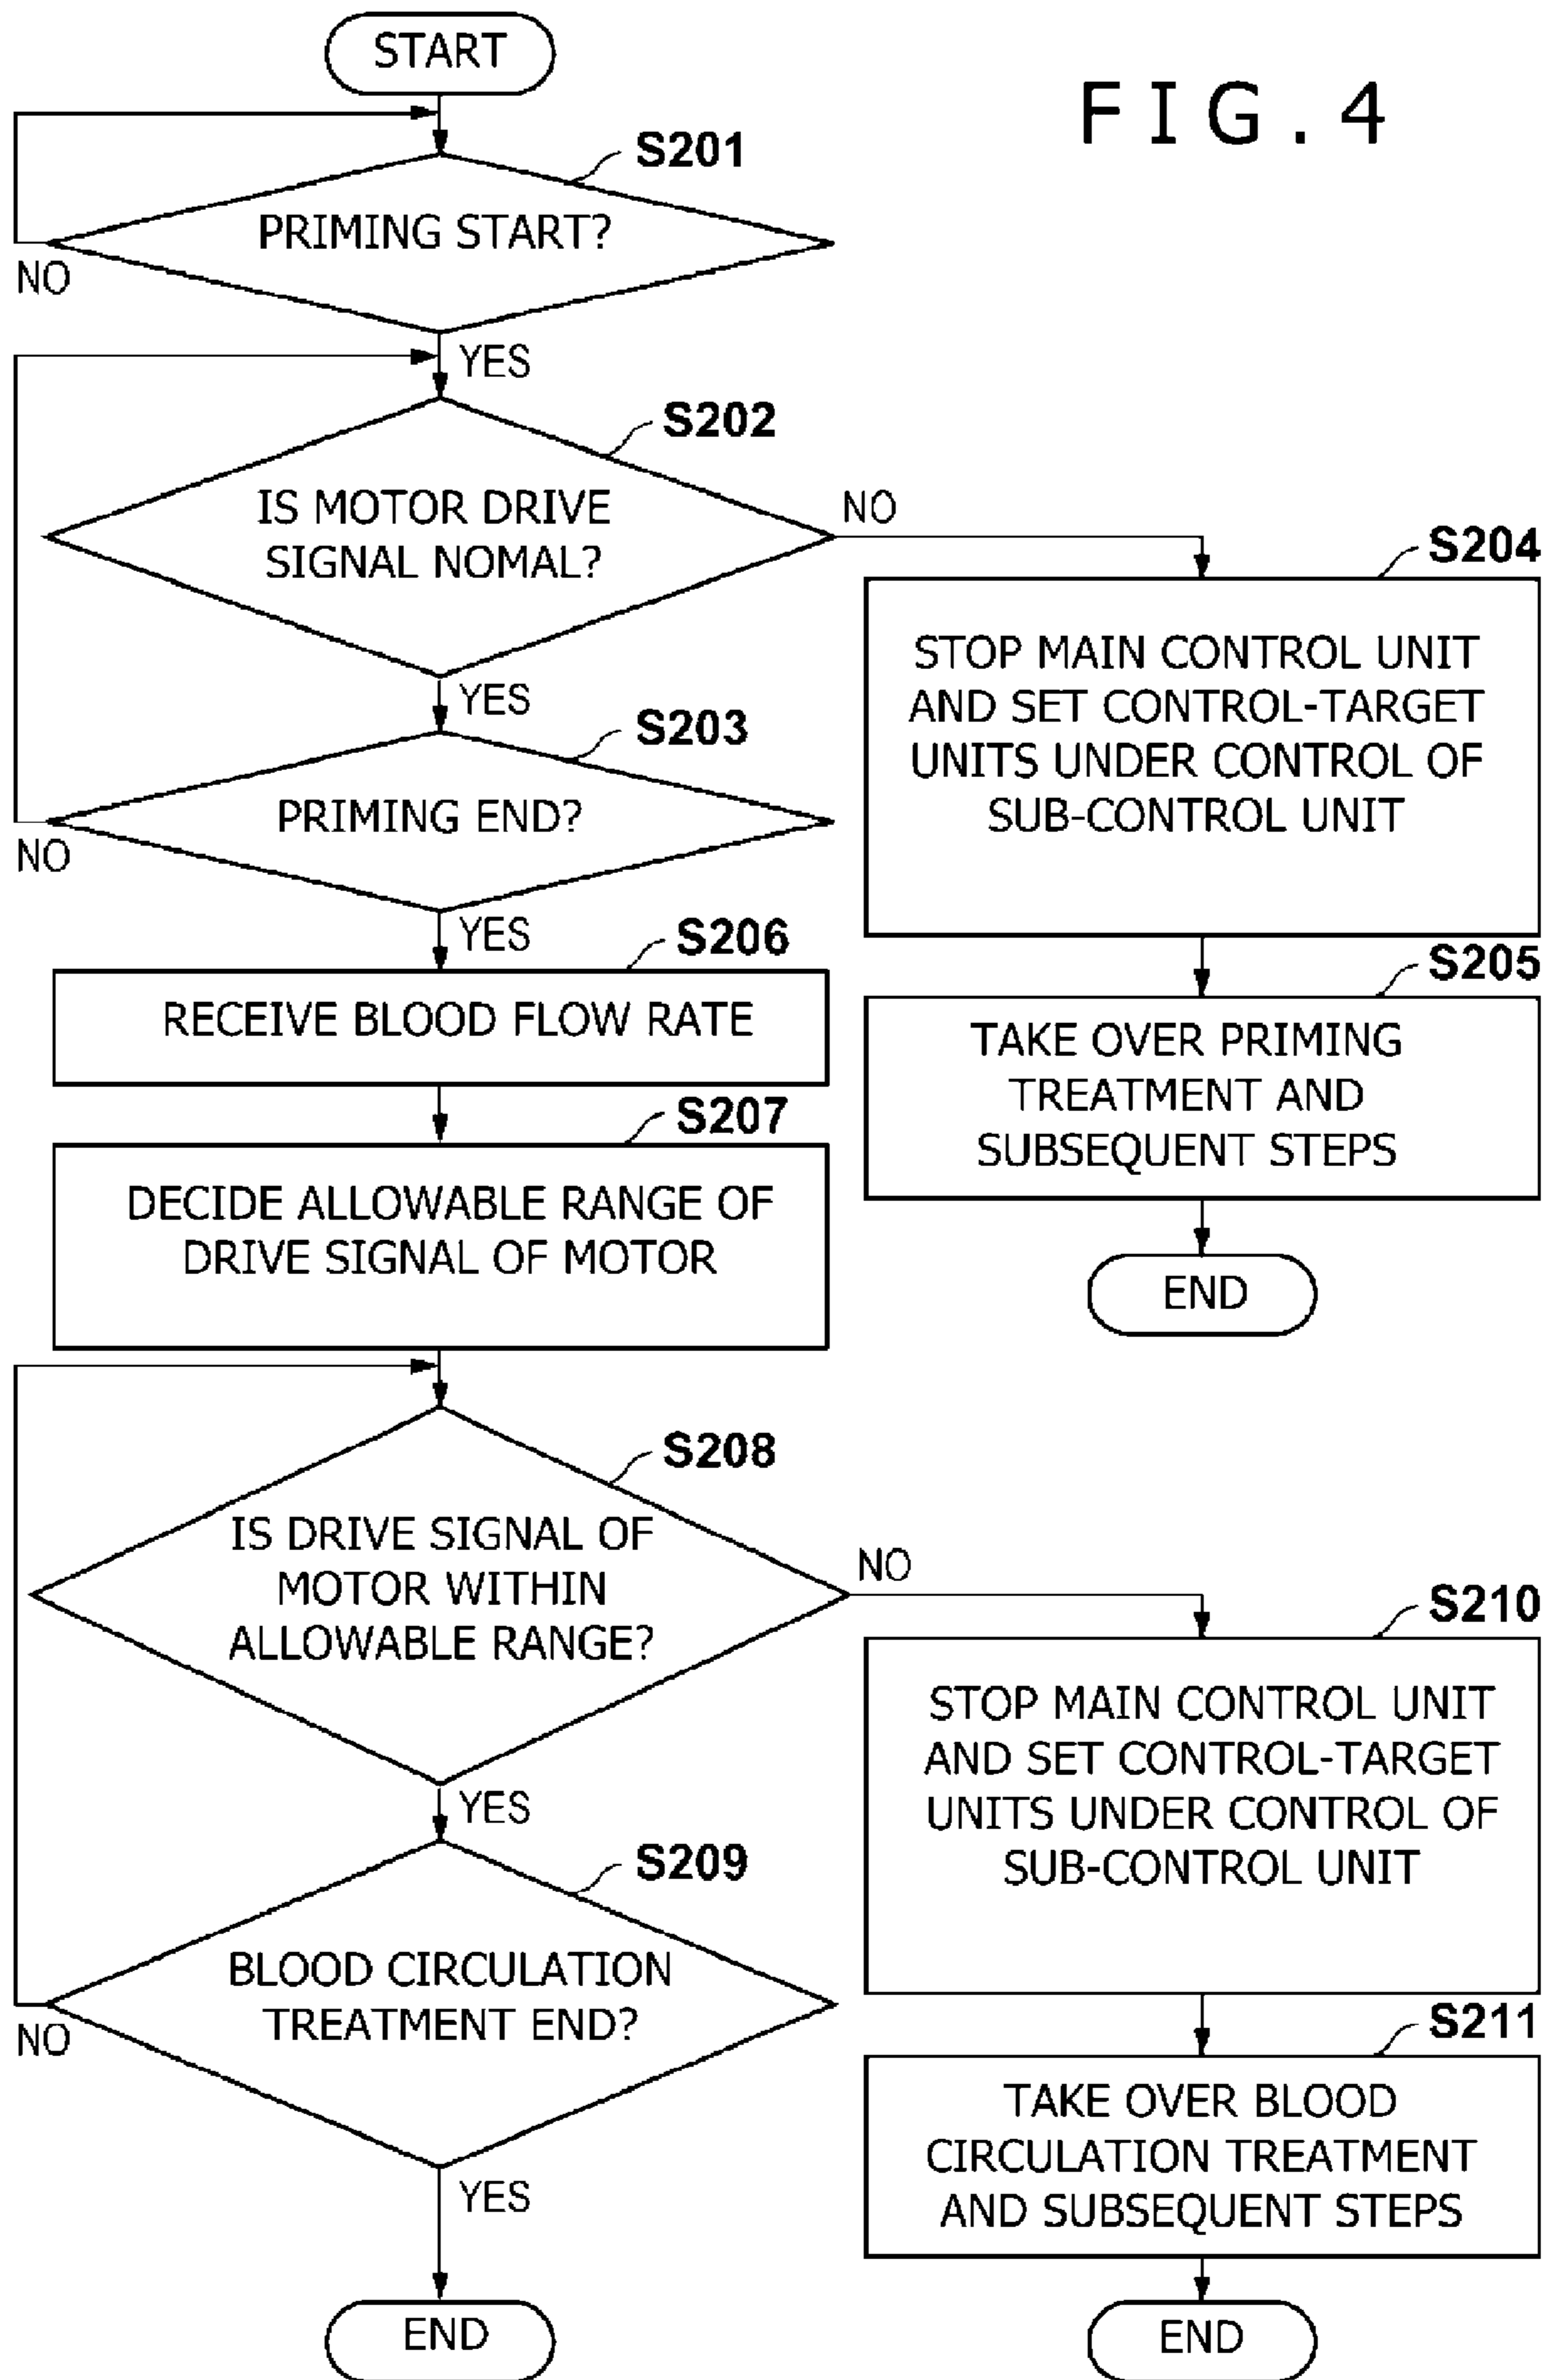 START
FIG.4
S201
PRIMING START?
NO
YES
S202
IS MOTOR DRIVE
SIGNAL NOMAL?
NO
YES
S203
PRIMING END?
NO
YES
S204
STOP MAIN CONTROL UNIT
AND SET CONTROL-TARGET
UNITS UNDER CONTROL OF
SUB-CONTROL UNIT
S205
TAKE OVER PRIMING
TREATMENT AND
SUBSEQUENT STEPS
END
S206
RECEIVE BLOOD FLOW RATE
S207
DECIDE ALLOWABLE RANGE OF
DRIVE SIGNAL OF MOTOR
S208
IS DRIVE SIGNAL OF
MOTOR WITHIN
ALLOWABLE RANGE?
NO
YES
S209
BLOOD CIRCULATION
TREATMENT END?
NO
YES
END
S210
STOP MAIN CONTROL UNIT
AND SET CONTROL-TARGET
UNITS UNDER CONTROL OF
SUB-CONTROL UNIT
S211
TAKE OVER BLOOD
CIRCULATION TREATMENT
AND SUBSEQUENT STEPS
END